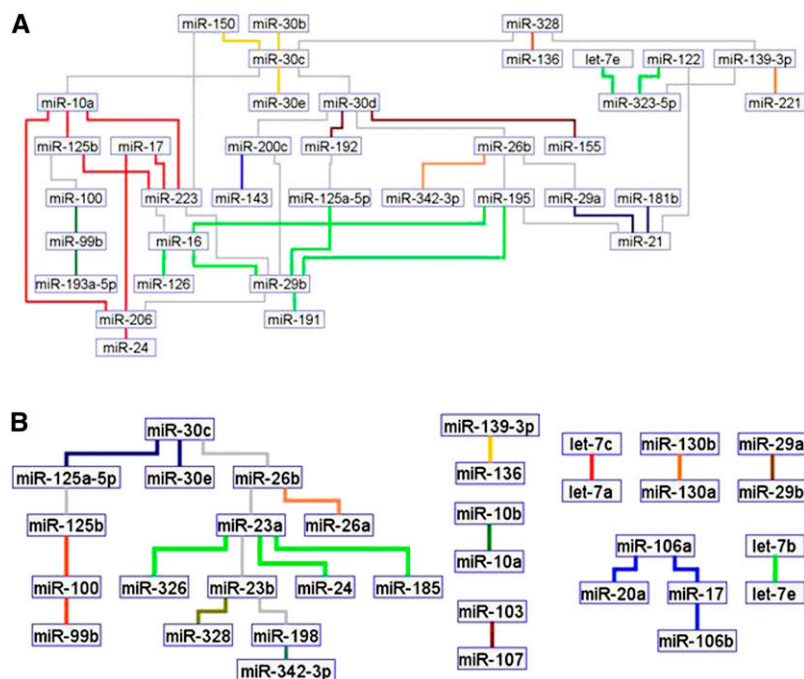 A
miR-150 miR-30b miR-328
miR-30c miR-136 let-7e miR-122 miR-139-3p
miR-10a miR-30e miR-30d miR-323-5p miR-221
miR-125b miR-17 miR-200c miR-192 miR-26b miR-155
miR-100 miR-223 miR-143 miR-125a-5p miR-342-3p miR-195 miR-29a miR-181b
miR-99b miR-16 miR-21
miR-193a-5p miR-126 miR-29b
miR-206 miR-191
miR-24
B
miR-30c miR-139-3p let-7c miR-130b miR-29a
miR-125a-5p miR-30e miR-26b miR-136 let-7a miR-130a miR-29b
miR-125b miR-23a miR-26a miR-10b
miR-106a let-7b
miR-100 miR-326 miR-23b miR-24 miR-185 miR-10a miR-20a miR-17 let-7e
miR-99b miR-328 miR-198 miR-103 miR-106b
miR-342-3p miR-107